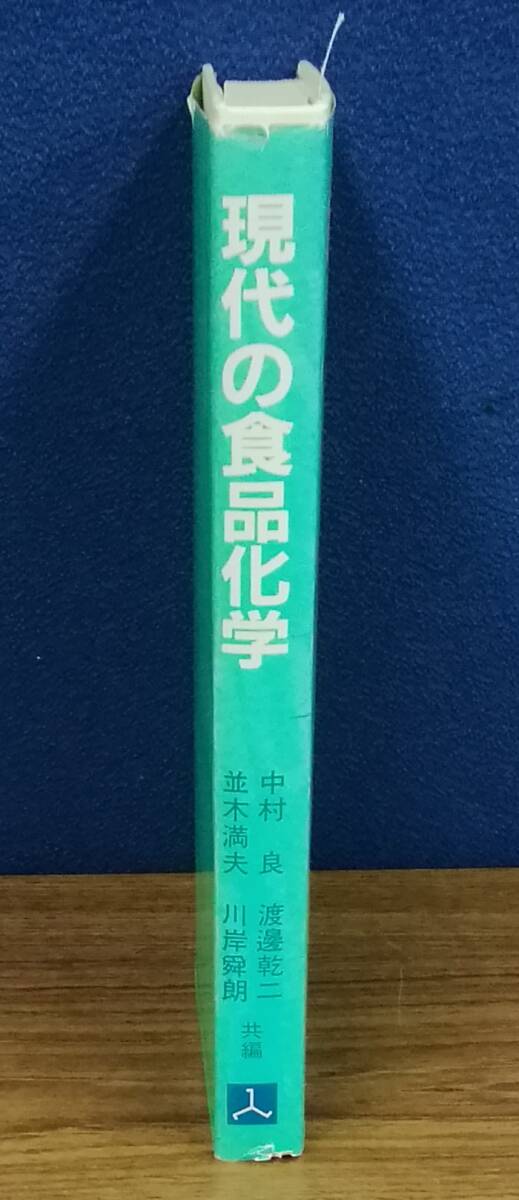 現代の食品化学
中村 良 渡邊乾二
並木満夫 川岸舜朗
共編